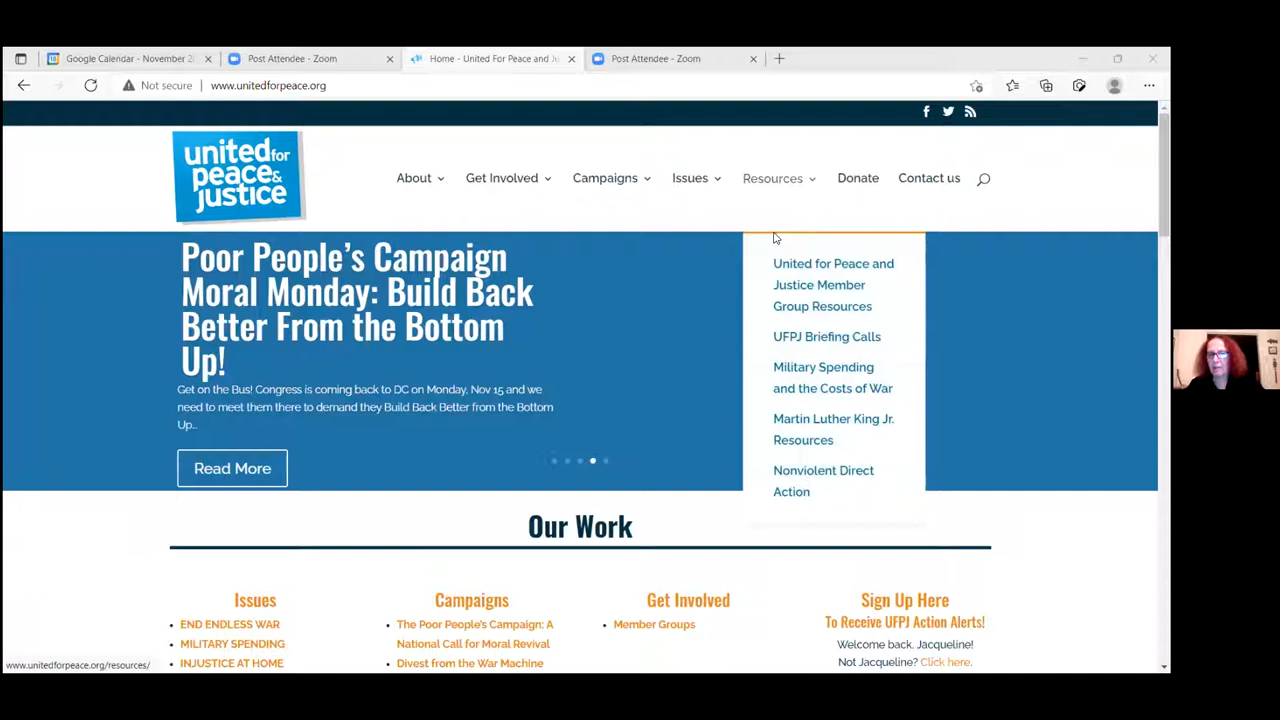 Google Calendar - November 2
Post Attendee - Zoom
Home - United For Peace and Ju
Post Attendee - Zoom
Not secure
www.unitedforpeace.org
united for
peace &
justice
About
Get Involved
Campaigns
Issues
Resources
Donate
Contact us
Poor People's Campaign
Moral Monday: Build Back
Better From the Bottom
Up!
Get on the Bus! Congress is coming back to DC on Monday, Nov 15 and we
need to meet them there to demand they Build Back Better from the Bottom
Up...
Read More
United for Peace and
Justice Member
Group Resources
UFPJ Briefing Calls
Military Spending
and the Costs of War
Martin Luther King Jr.
Resources
Nonviolent Direct
Action
Our Work
Issues
END ENDLESS WAR
MILITARY SPENDING
INJUSTICE AT HOME
Campaigns
The Poor People's Campaign: A
National Call for Moral Revival
Divest from the War Machine
Get Involved
Member Groups
Sign Up Here
To Receive UFPJ Action Alerts!
Welcome back, Jacqueline!
Not Jacqueline? Click here.
www.unitedforpeace.org/resources/